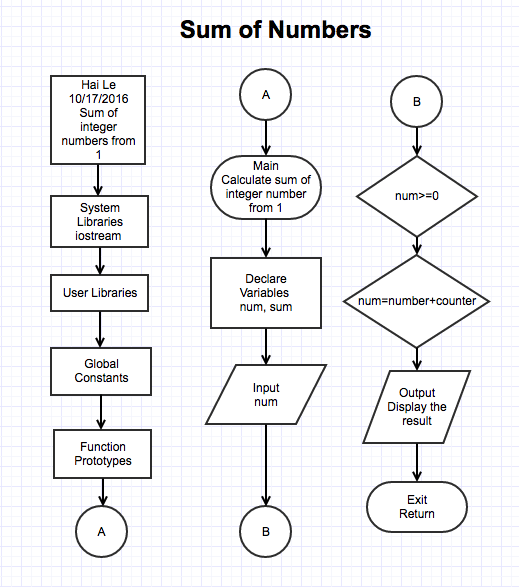 Sum of Numbers
Hai Le
10/17/2016
Sum of
integer
numbers from
1
System
Libraries
iostream
User Libraries
Global
Constants
Function
Prototypes
A
A
Main
Calculate sum of
integer number
from 1
Declare
Variables
num, sum
Input
num
B
B
num>=0
num=number+counter
Output
Display the
result
Exit
Return